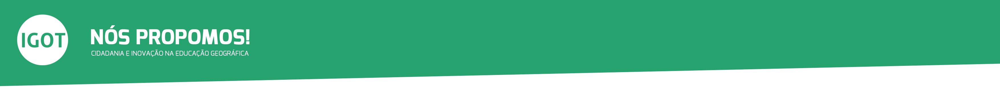 IGOT
NÓS PROPOMOS!
CIDADANIA E INOVAÇÃO NA EDUCAÇÃO GEOGRÁFICA